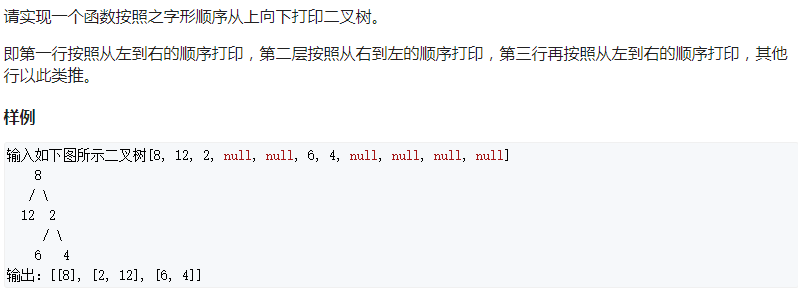 请实现一个函数按照之字形顺序从上向下打印二叉树。
即第一行按照从左到右的顺序打印，第二层按照从右到左的顺序打印，第三行再按照从左到右的顺序打印，其他
行以此类推。
样例
输入如下图所示二叉树[8, 12, 2, null, null, 6, 4, null, null, null, null]
    8
   / \
  12  2
     / \
    6   4
输出：[[8], [2, 12], [6, 4]]